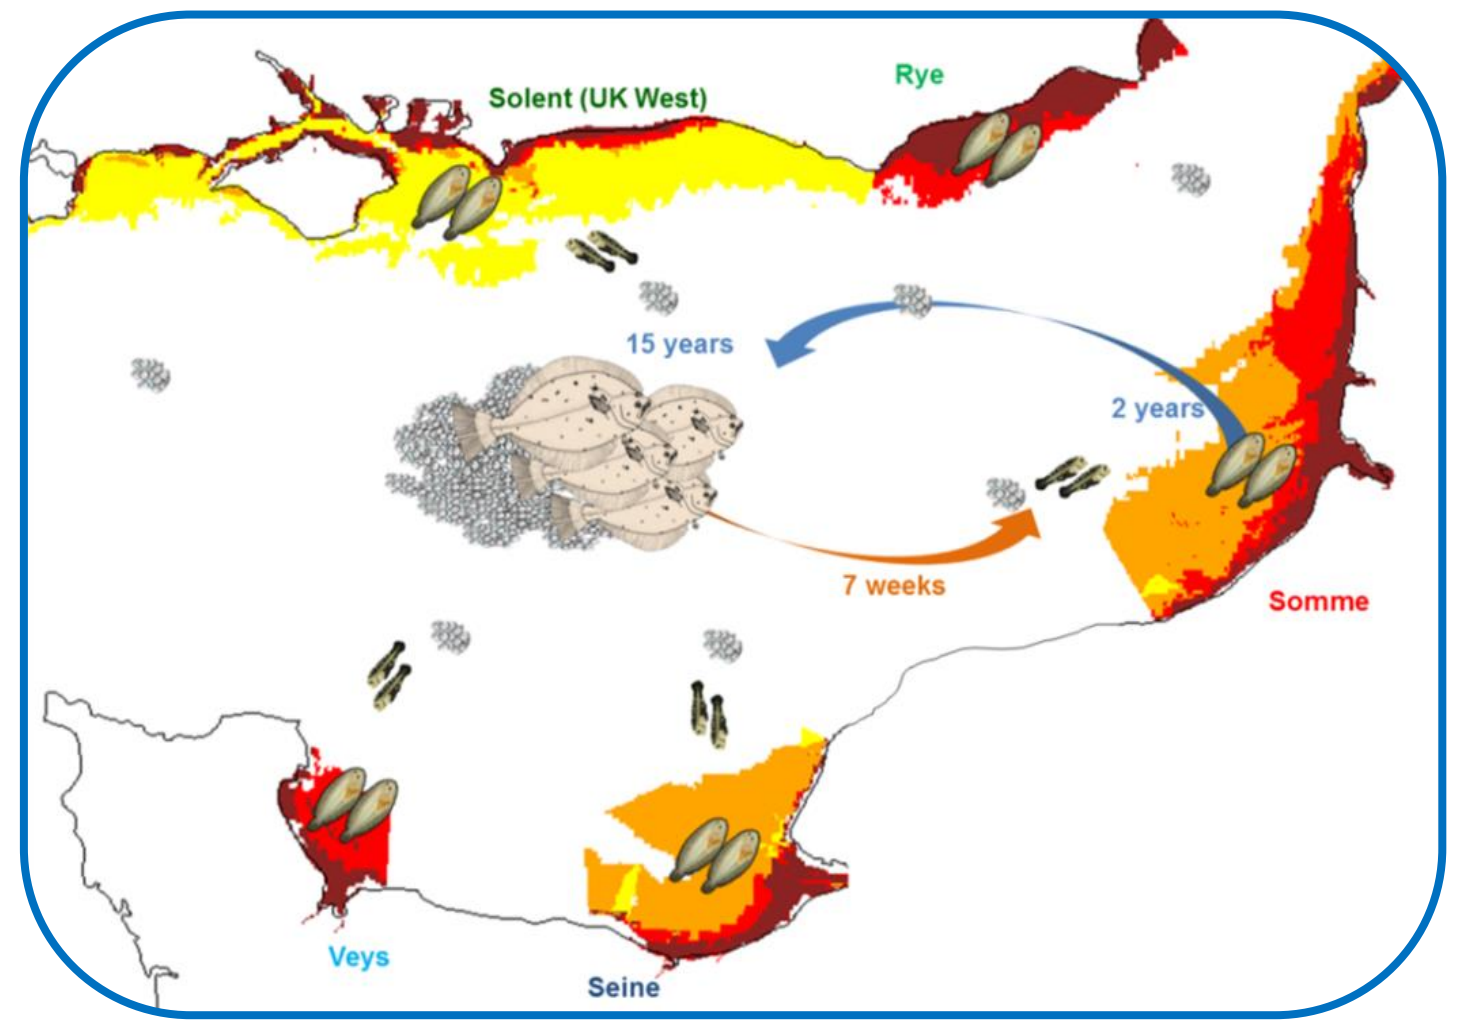 Rye
Solent (UK West)
15 years
2 years
7 weeks
Somme
Veys
Seine